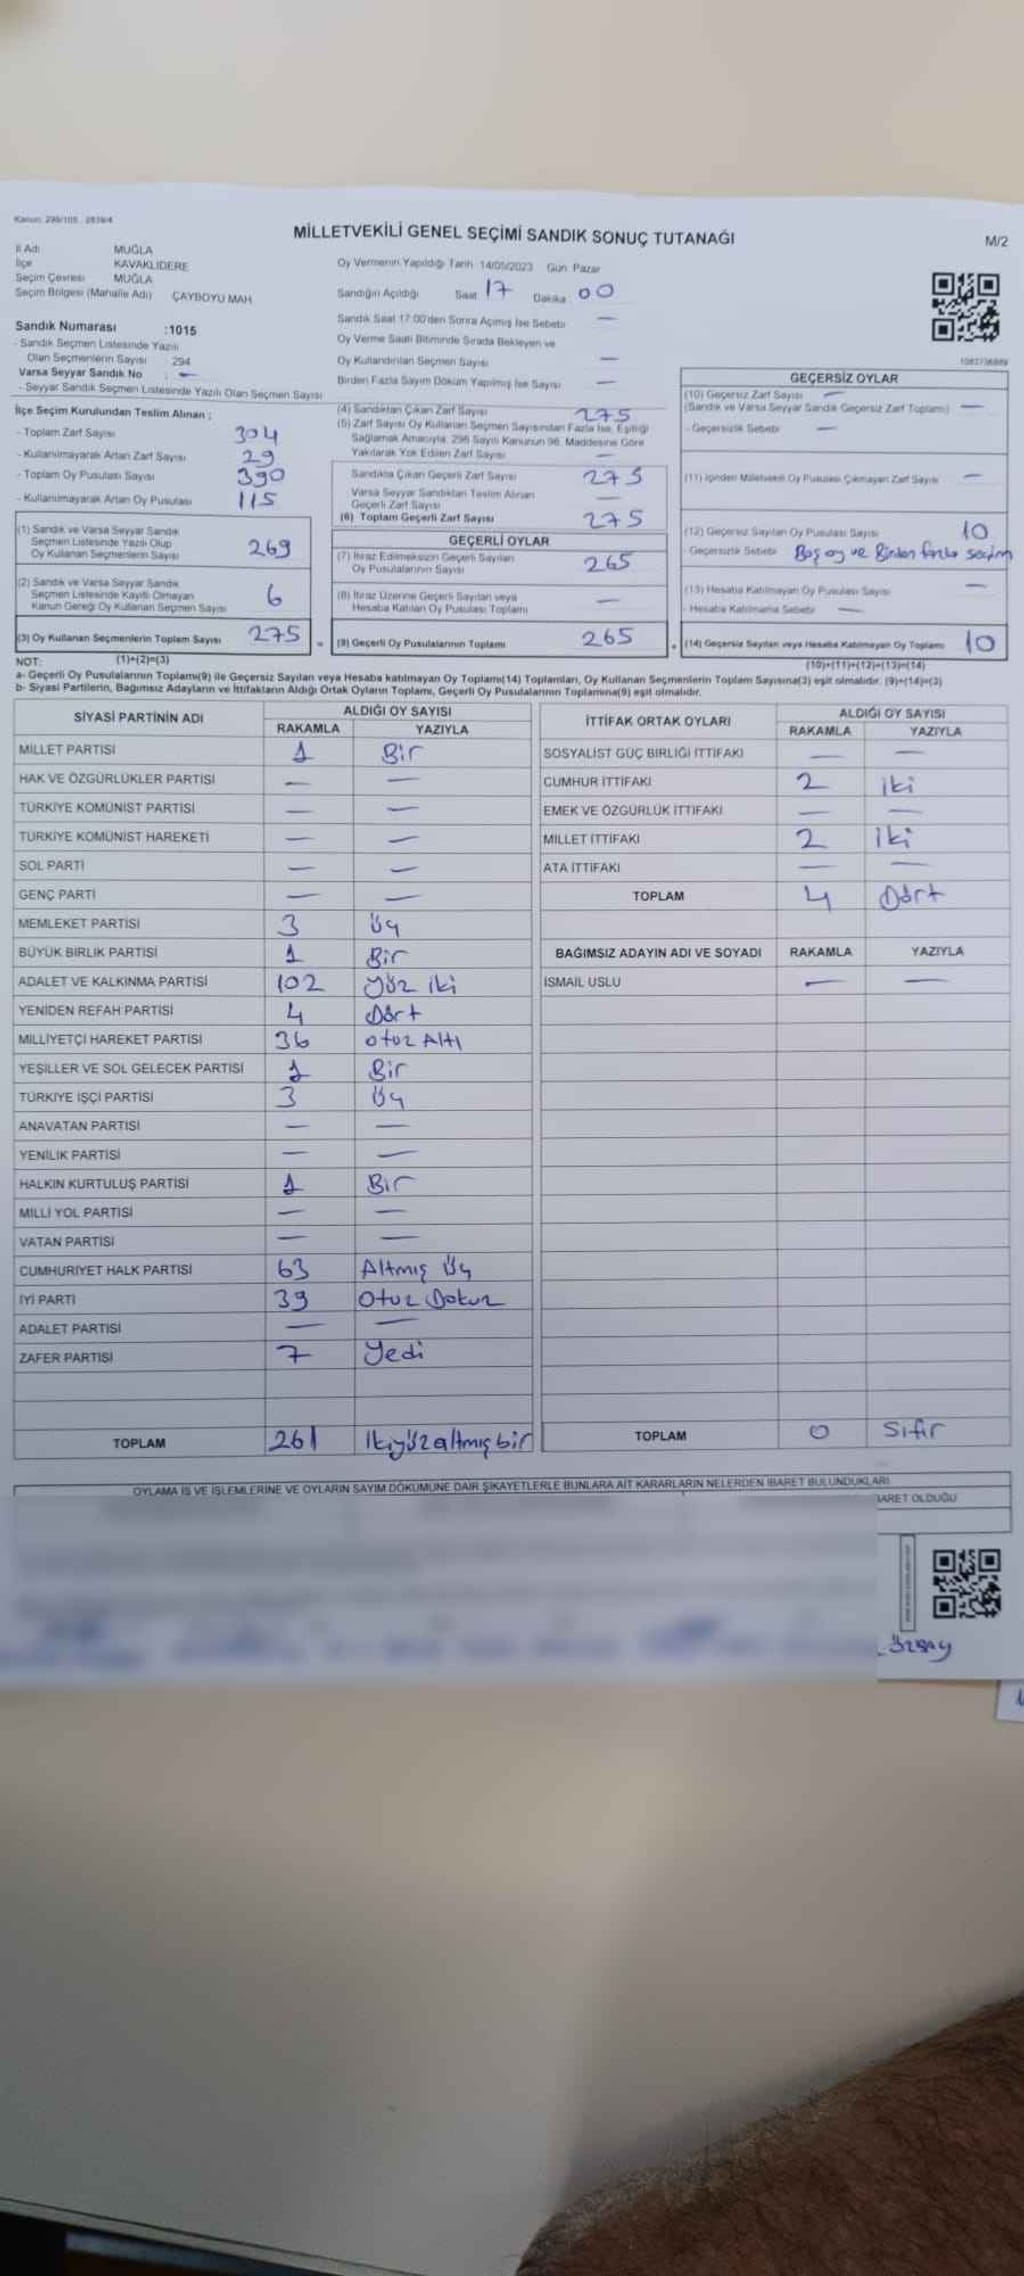 Kanun: 298/105 , 2839/4
MİLLETVEKİLİ GENEL SEÇİMİ SANDIK SONUÇ TUTANAĞI
M/2
İl Adı MUĞLA
İlçe KAVAKLIDERE
Seçim Çevresi MUĞLA
Seçim Bölgesi (Mahalle Adı) ÇAYBOYU MAH
Sandık Numarası :1015
- Sandık Seçmen Listesinde Yazılı
Olan Seçmenlerin Sayısı 294
Varsa Seyyar Sandık No : —
- Seyyar Sandık Seçmen Listesinde Yazılı Olan Seçmen Sayısı
İlçe Seçim Kurulundan Teslim Alınan :
- Toplam Zarf Sayısı 304
- Kullanılmayarak Artan Zarf Sayısı 29
- Toplam Oy Pusulası Sayısı 390
- Kullanılmayarak Artan Oy Pusulası 115
(1) Sandık ve Varsa Seyyar Sandık
Seçmen Listesinde Yazılı Olup
Oy Kullanan Seçmenlerin Sayısı 269
(2) Sandık ve Varsa Seyyar Sandık
Seçmen Listesinde Kayıtlı Olmayan
Kanun Gereği Oy Kullanan Seçmen Sayısı 6
(3) Oy Kullanan Seçmenlerin Toplam Sayısı 275
(1)+(2)=(3)
Oy Vermenin Yapıldığı Tarih: 14/05/2023 Gün: Pazar
Sandığın Açıldığı Saat 17 Dakika : 00
Sandık Saat 17:00'den Sonra Açılmış İse Sebebi —
Oy Verme Saati Bitiminde Sırada Bekleyen ve
Oy Kullandırılan Seçmen Sayısı —
Birden Fazla Sayım Döküm Yapılmış İse Sayısı —
(4) Sandıktan Çıkan Zarf Sayısı 275
(5) Zarf Sayısı Oy Kullanan Seçmen Sayısından Fazla İse, Eşitliği
Sağlamak Amacıyla, 298 Sayılı Kanunun 98. Maddesine Göre
Yakılarak Yok Edilen Zarf Sayısı —
Sandıkta Çıkan Geçerli Zarf Sayısı 275
Varsa Seyyar Sandıktan Teslim Alınan
Geçerli Zarf Sayısı —
(6) Toplam Geçerli Zarf Sayısı 275
GEÇERLİ OYLAR
(7) İtiraz Edilmeksizin Geçerli Sayılan
Oy Pusulalarının Sayısı 265
(8) İtiraz Üzerine Geçerli Sayılan veya
Hesaba Katılan Oy Pusulası Toplamı —
= (9) Geçerli Oy Pusulalarının Toplamı 265
GEÇERSİZ OYLAR
(10) Geçersiz Zarf Sayısı —
(Sandık ve Varsa Seyyar Sandık Geçersiz Zarf Toplamı) —
- Geçersizlik Sebebi —
(11) İçinden Milletvekili Oy Pusulası Çıkmayan Zarf Sayısı —
(12) Geçersiz Sayılan Oy Pusulası Sayısı 10
- Geçersizlik Sebebi Boş oy ve Birden fazla seçim
(13) Hesaba Katılmayan Oy Pusulası Sayısı —
- Hesaba Katılmama Sebebi —
+ (14) Geçersiz Sayılan veya Hesaba Katılmayan Oy Toplamı 10
(10)+(11)+(12)+(13)=(14)
NOT:
a- Geçerli Oy Pusulalarının Toplamı(9) ile Geçersiz Sayılan veya Hesaba katılmayan Oy Toplamı(14) Toplamları, Oy Kullanan Seçmenlerin Toplam Sayısına(3) eşit olmalıdır. (9)+(14)=(3)
b- Siyasi Partilerin, Bağımsız Adayların ve İttifakların Aldığı Ortak Oyların Toplamı, Geçerli Oy Pusulalarının Toplamına(9) eşit olmalıdır.
SİYASİ PARTİNİN ADI ALDIĞI OY SAYISI
RAKAMLA YAZIYLA
MİLLET PARTİSİ 1 Bir
HAK VE ÖZGÜRLÜKLER PARTİSİ — —
TÜRKİYE KOMÜNİST PARTİSİ — —
TÜRKİYE KOMÜNİST HAREKETİ — —
SOL PARTİ — —
GENÇ PARTİ — —
MEMLEKET PARTİSİ 3 Üç
BÜYÜK BİRLİK PARTİSİ 1 Bir
ADALET VE KALKINMA PARTİSİ 102 Yüz iki
YENİDEN REFAH PARTİSİ 4 Dört
MİLLİYETÇİ HAREKET PARTİSİ 36 otuz Altı
YEŞİLLER VE SOL GELECEK PARTİSİ 1 Bir
TÜRKİYE İŞÇİ PARTİSİ 3 Üç
ANAVATAN PARTİSİ — —
YENİLİK PARTİSİ — —
HALKIN KURTULUŞ PARTİSİ 1 Bir
MİLLİ YOL PARTİSİ — —
VATAN PARTİSİ — —
CUMHURİYET HALK PARTİSİ 63 Altmış Üç
İYİ PARTİ 39 Otuz Dokuz
ADALET PARTİSİ — —
ZAFER PARTİSİ 7 Yedi
TOPLAM 261 İkiyüzaltmışbir
İTTİFAK ORTAK OYLARI ALDIĞI OY SAYISI
RAKAMLA YAZIYLA
SOSYALİST GÜÇ BİRLİĞİ İTTİFAKI — —
CUMHUR İTTİFAKI 2 iki
EMEK VE ÖZGÜRLÜK İTTİFAKI — —
MİLLET İTTİFAKI 2 İki
ATA İTTİFAKI — —
TOPLAM 4 Dört
BAĞIMSIZ ADAYIN ADI VE SOYADI RAKAMLA YAZIYLA
İSMAİL USLU — —
TOPLAM 0 Sıfır
OYLAMA İŞ VE İŞLEMLERİNE VE OYLARIN SAYIM DÖKÜMÜNE DAİR ŞİKAYETLERLE BUNLARA AİT KARARLARIN NELERDEN İBARET BULUNDUKLARI
BARET OLDUĞU